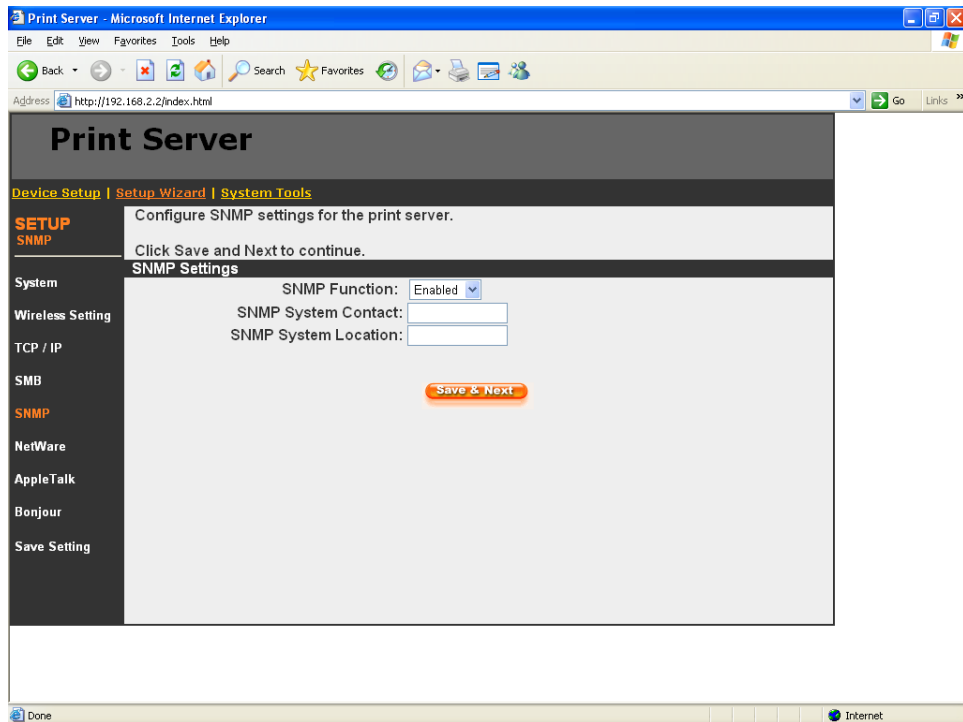 Print Server - Microsoft Internet Explorer
File Edit View Favorites Tools Help
Back Search Favorites
Address http://192.168.2.2/index.html Go Links »
Print Server
Device Setup | Setup Wizard | System Tools
SETUP
SNMP
System
Wireless Setting
TCP / IP
SMB
SNMP
NetWare
AppleTalk
Bonjour
Save Setting
Configure SNMP settings for the print server.
Click Save and Next to continue.
SNMP Settings
SNMP Function: Enabled
SNMP System Contact:
SNMP System Location:
Save & Next
Done Internet